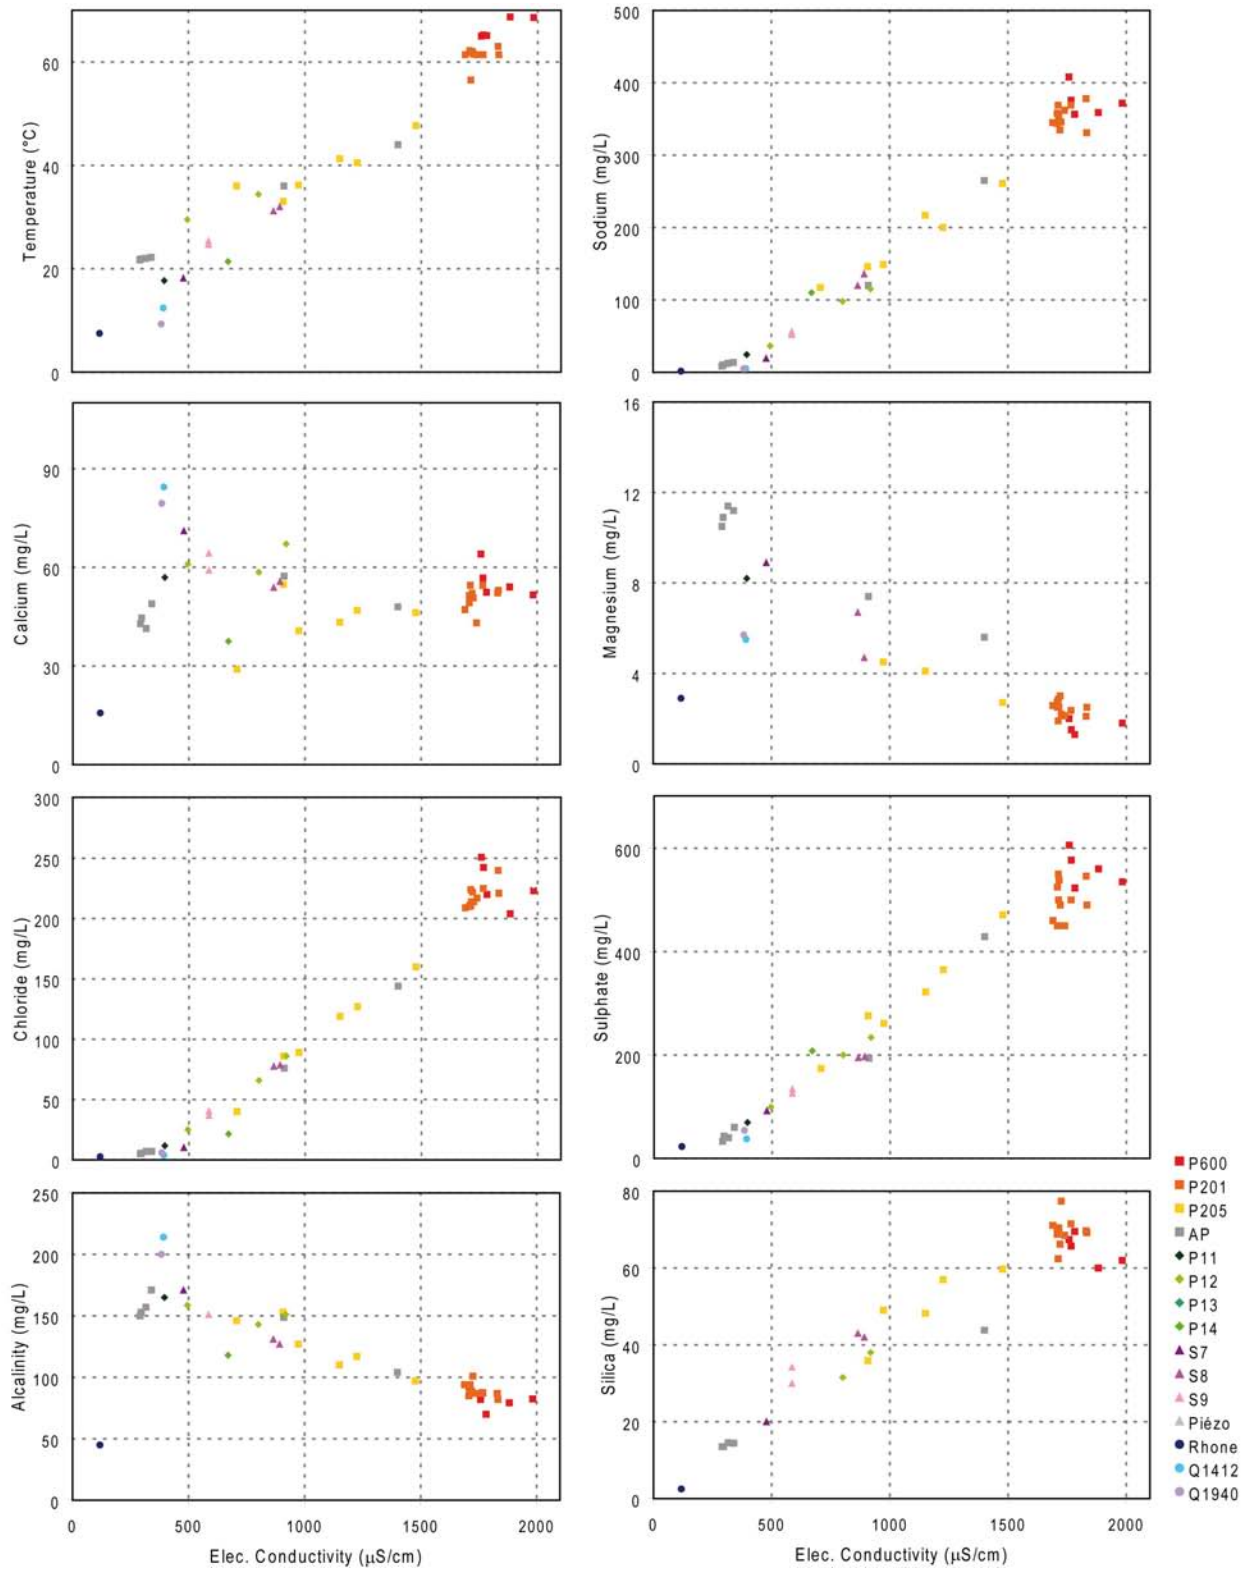 Temperature (°C)
60
40
20
0
Sodium (mg/L)
500
400
300
200
100
0
Calcium (mg/L)
90
60
30
0
Magnesium (mg/L)
16
12
8
4
0
Chloride (mg/L)
300
250
200
150
100
50
0
Sulphate (mg/L)
600
400
200
0
Alcalinity (mg/L)
250
200
150
100
50
0
0 500 1000 1500 2000
Elec. Conductivity (µS/cm)
Silica (mg/L)
80
60
40
20
0
0 500 1000 1500 2000
Elec. Conductivity (µS/cm)
P600
P201
P205
AP
P11
P12
P13
P14
S7
S8
S9
Piézo
Rhone
Q1412
Q1940